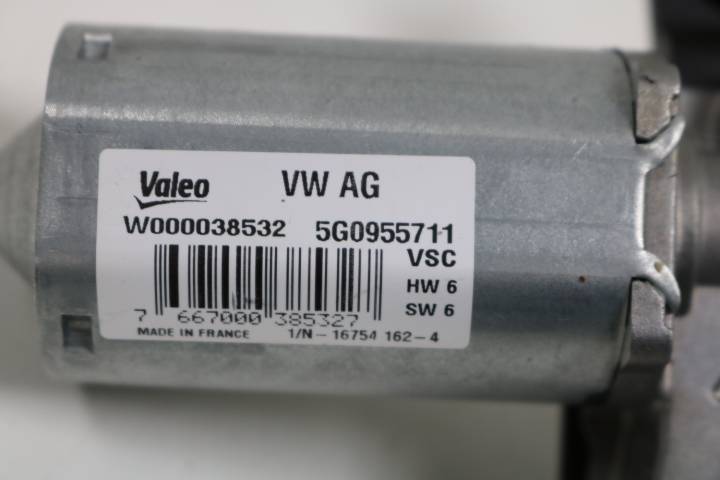 Valeo VW AG
W000038532 5G0955711
VSC
HW 6
SW 6
7 667000 385327
MADE IN FRANCE 1/N - 16754 162-4